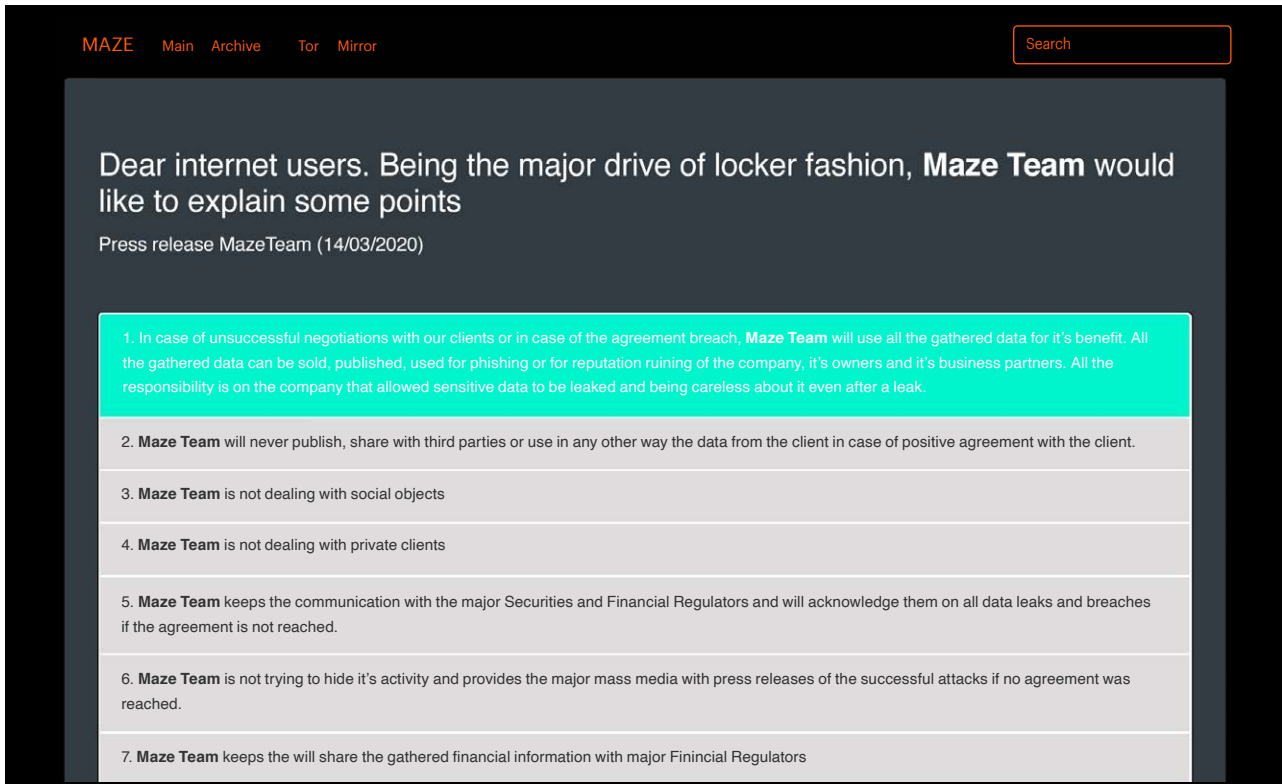 MAZE Main Archive Tor Mirror Search
Dear internet users. Being the major drive of locker fashion, Maze Team would
like to explain some points
Press release MazeTeam (14/03/2020)
1. In case of unsuccessful negotiations with our clients or in case of the agreement breach, Maze Team will use all the gathered data for it's benefit. All
the gathered data can be sold, published, used for phishing or for reputation ruining of the company, it's owners and it's business partners. All the
responsibility is on the company that allowed sensitive data to be leaked and being careless about it even after a leak.
2. Maze Team will never publish, share with third parties or use in any other way the data from the client in case of positive agreement with the client.
3. Maze Team is not dealing with social objects
4. Maze Team is not dealing with private clients
5. Maze Team keeps the communication with the major Securities and Financial Regulators and will acknowledge them on all data leaks and breaches
if the agreement is not reached.
6. Maze Team is not trying to hide it's activity and provides the major mass media with press releases of the successful attacks if no agreement was
reached.
7. Maze Team keeps the will share the gathered financial information with major Finincial Regulators